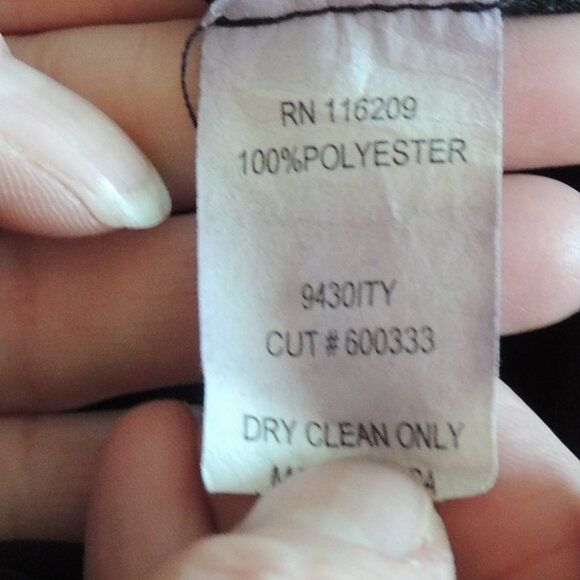 RN 116209
100%POLYESTER
9430ITY
CUT # 600333
DRY CLEAN ONLY